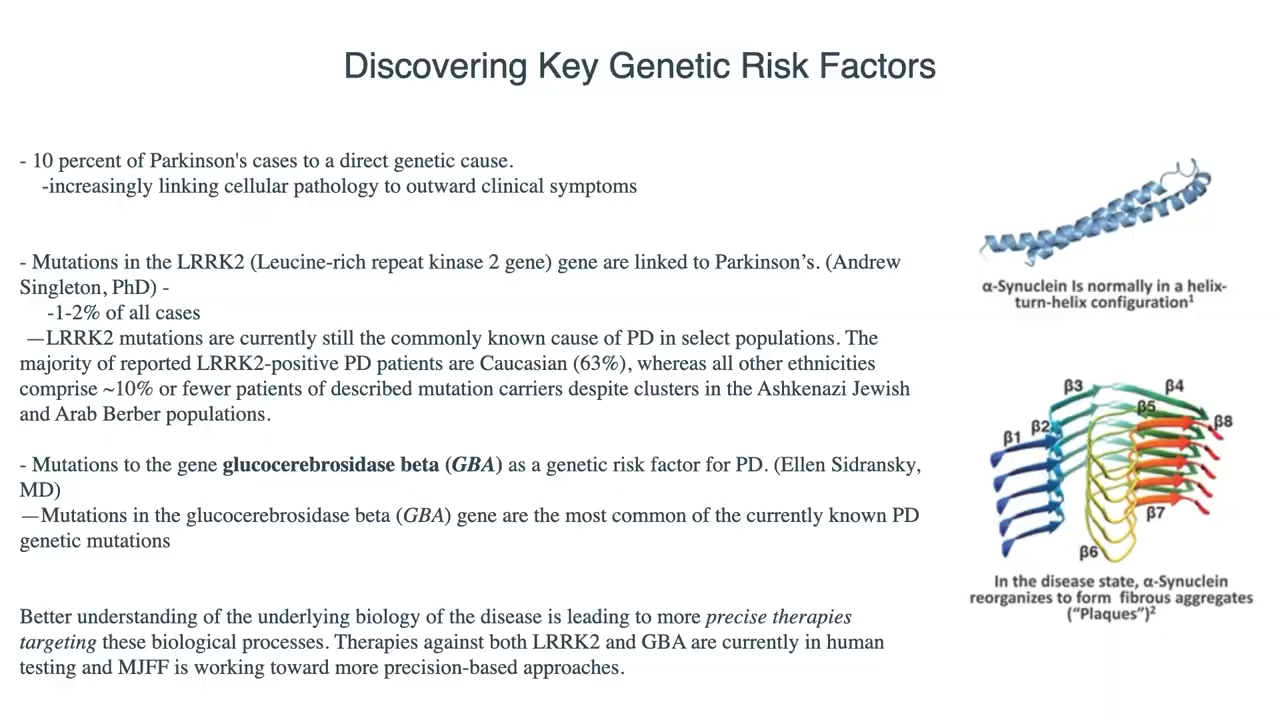 Discovering Key Genetic Risk Factors
- 10 percent of Parkinson's cases to a direct genetic cause.
-increasingly linking cellular pathology to outward clinical symptoms
- Mutations in the LRRK2 (Leucine-rich repeat kinase 2 gene) gene are linked to Parkinson’s. (Andrew
Singleton, PhD) -
-1-2% of all cases
—LRRK2 mutations are currently still the commonly known cause of PD in select populations. The
majority of reported LRRK2-positive PD patients are Caucasian (63%), whereas all other ethnicities
comprise ~10% or fewer patients of described mutation carriers despite clusters in the Ashkenazi Jewish
and Arab Berber populations.
- Mutations to the gene glucocerebrosidase beta (GBA) as a genetic risk factor for PD. (Ellen Sidransky,
MD)
—Mutations in the glucocerebrosidase beta (GBA) gene are the most common of the currently known PD
genetic mutations
Better understanding of the underlying biology of the disease is leading to more precise therapies
targeting these biological processes. Therapies against both LRRK2 and GBA are currently in human
testing and MJFF is working toward more precision-based approaches.
α-Synuclein Is normally in a helix-
turn-helix configuration¹
β3
β4
β5
β2
β8
β1
β7
β6
In the disease state, α-Synuclein
reorganizes to form fibrous aggregates
(“Plaques”)²